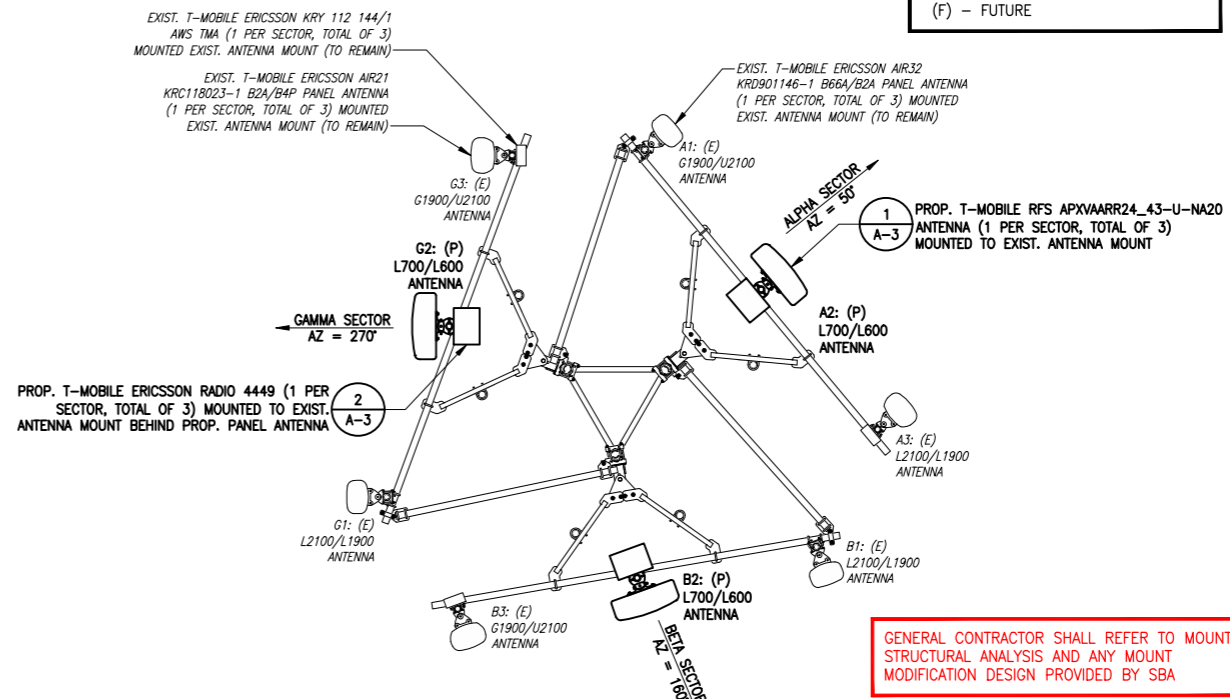 (F) – FUTURE
EXIST. T–MOBILE ERICSSON KRY 112 144/1
AWS TMA (1 PER SECTOR, TOTAL OF 3)
MOUNTED EXIST. ANTENNA MOUNT (TO REMAIN)
EXIST. T–MOBILE ERICSSON AIR21
KRC118023–1 B2A/B4P PANEL ANTENNA
(1 PER SECTOR, TOTAL OF 3) MOUNTED
EXIST. ANTENNA MOUNT (TO REMAIN)
EXIST. T–MOBILE ERICSSON AIR32
KRD901146–1 B66A/B2A PANEL ANTENNA
(1 PER SECTOR, TOTAL OF 3) MOUNTED
EXIST. ANTENNA MOUNT (TO REMAIN)
A1: (E)
G1900/U2100
ANTENNA
G3: (E)
G1900/U2100
ANTENNA
ALPHA SECTOR
AZ = 50°
1
A–3
PROP. T–MOBILE RFS APXVAARR24_43–U–NA20
ANTENNA (1 PER SECTOR, TOTAL OF 3)
MOUNTED TO EXIST. ANTENNA MOUNT
G2: (P)
L700/L600
ANTENNA
A2: (P)
L700/L600
ANTENNA
GAMMA SECTOR
AZ = 270°
PROP. T–MOBILE ERICSSON RADIO 4449 (1 PER
SECTOR, TOTAL OF 3) MOUNTED TO EXIST.
ANTENNA MOUNT BEHIND PROP. PANEL ANTENNA
2
A–3
A3: (E)
L2100/L1900
ANTENNA
G1: (E)
L2100/L1900
ANTENNA
B1: (E)
L2100/L1900
ANTENNA
B2: (P)
L700/L600
ANTENNA
B3: (E)
G1900/U2100
ANTENNA
BETA SECTOR
AZ = 160
GENERAL CONTRACTOR SHALL REFER TO MOUNT
STRUCTURAL ANALYSIS AND ANY MOUNT
MODIFICATION DESIGN PROVIDED BY SBA